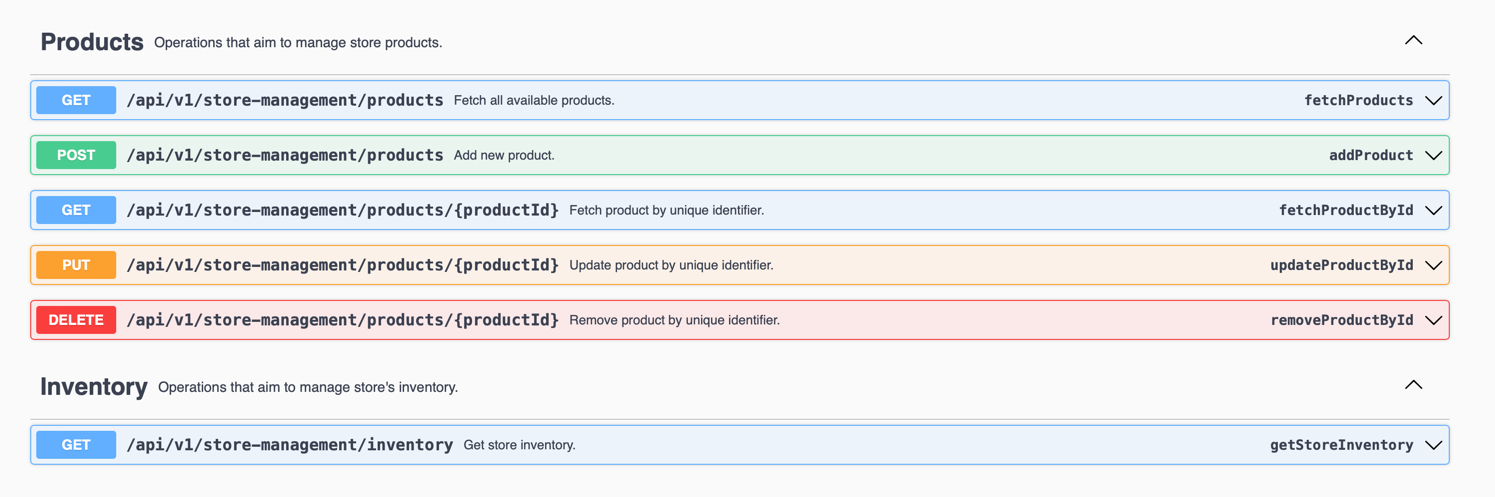 Products Operations that aim to manage store products.
GET /api/v1/store-management/products Fetch all available products. fetchProducts
POST /api/v1/store-management/products Add new product. addProduct
GET /api/v1/store-management/products/{productId} Fetch product by unique identifier. fetchProductById
PUT /api/v1/store-management/products/{productId} Update product by unique identifier. updateProductById
DELETE /api/v1/store-management/products/{productId} Remove product by unique identifier. removeProductById
Inventory Operations that aim to manage store's inventory.
GET /api/v1/store-management/inventory Get store inventory. getStoreInventory